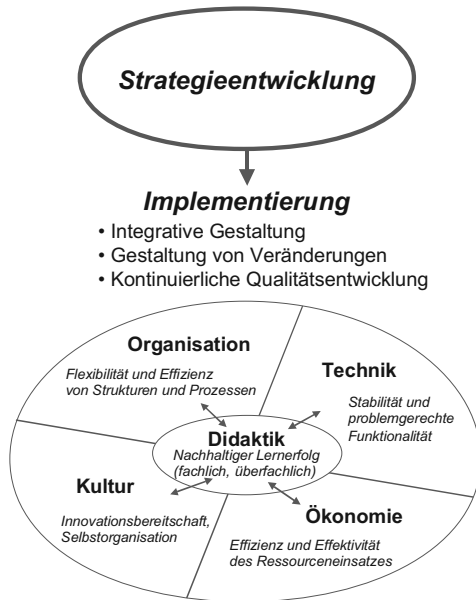 Strategieentwicklung
Implementierung
• Integrative Gestaltung
• Gestaltung von Veränderungen
• Kontinuierliche Qualitätsentwicklung
Organisation
Flexibilität und Effizienz
von Strukturen und Prozessen
Technik
Stabilität und
problemgerechte
Funktionalität
Didaktik
Nachhaltiger Lernerfolg
(fachlich, überfachlich)
Kultur
Innovationsbereitschaft,
Selbstorganisation
Ökonomie
Effizienz und Effektivität
des Ressourceneinsatzes